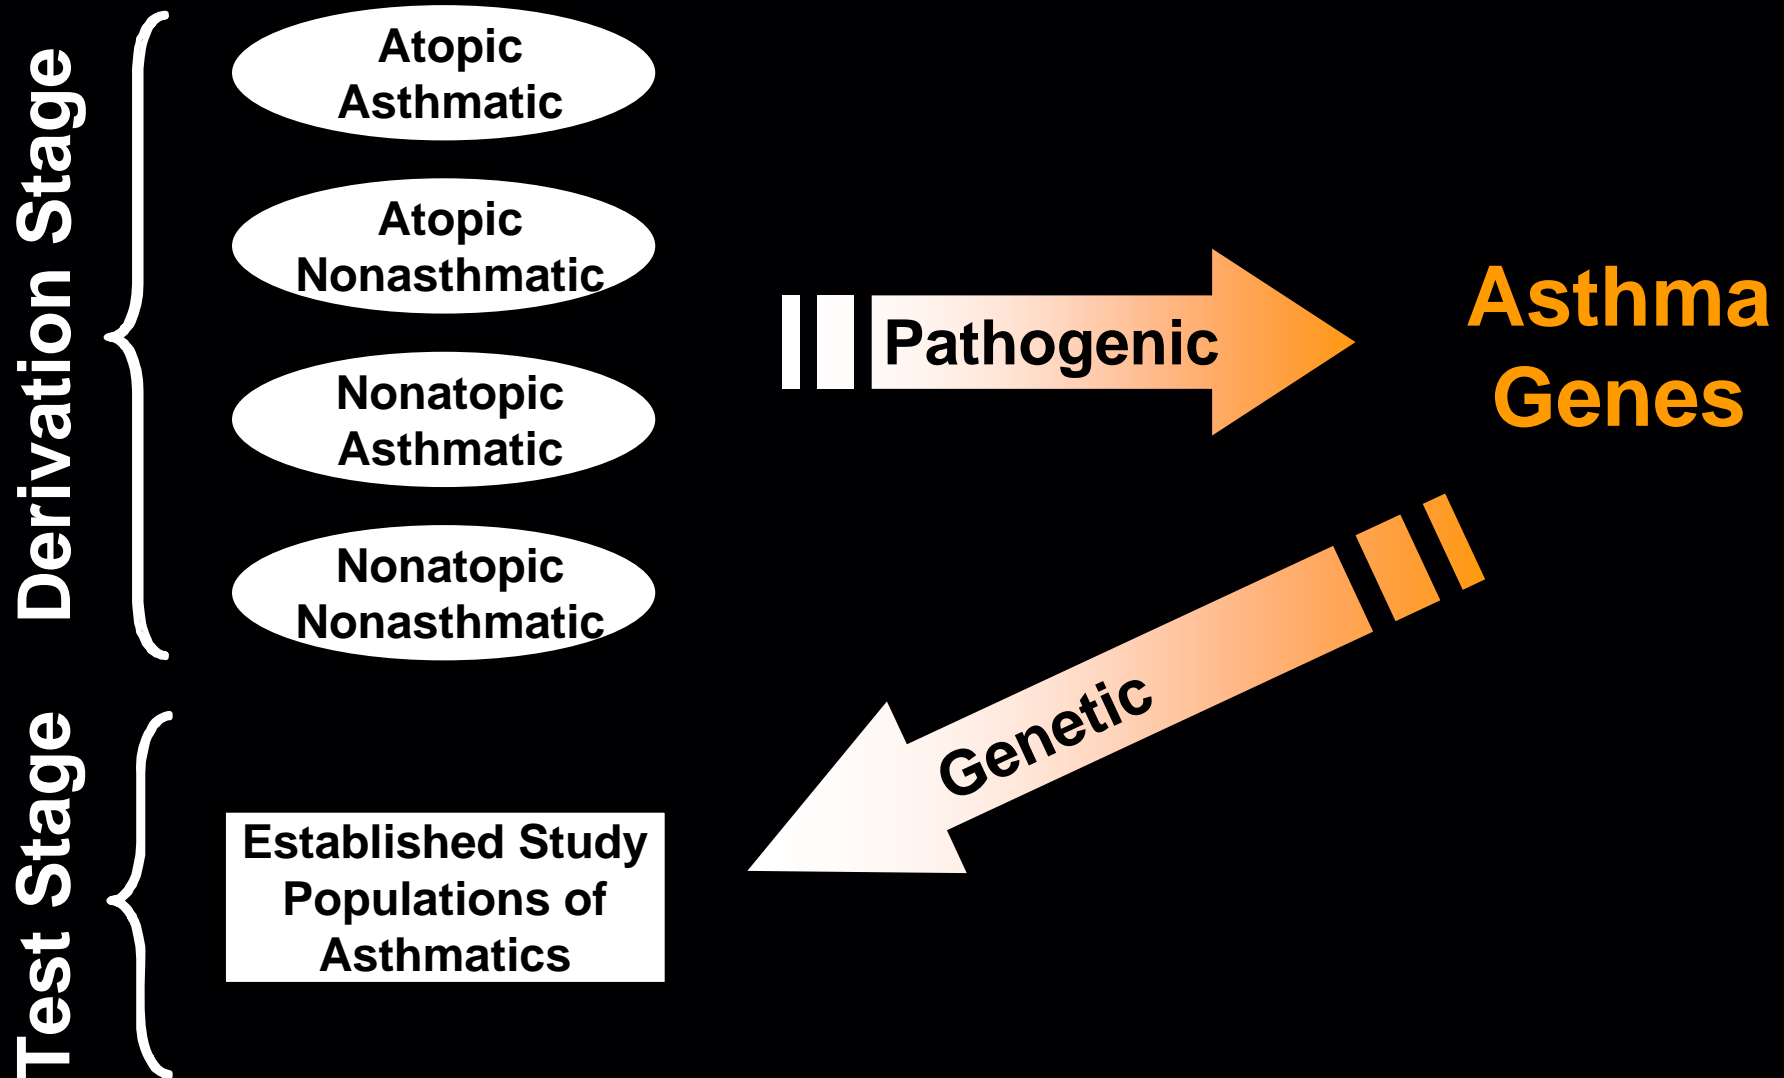 Derivation Stage
Atopic
Asthmatic
Atopic
Nonasthmatic
Nonatopic
Asthmatic
Nonatopic
Nonasthmatic
Pathogenic
Asthma
Genes
Genetic
Test Stage
Established Study
Populations of
Asthmatics